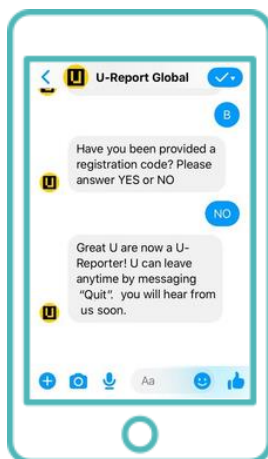 U-Report Global
B
Have you been provided a
registration code? Please
answer YES or NO
NO
Great U are now a U-
Reporter! U can leave
anytime by messaging
"Quit". you will hear from
us soon.
Aa